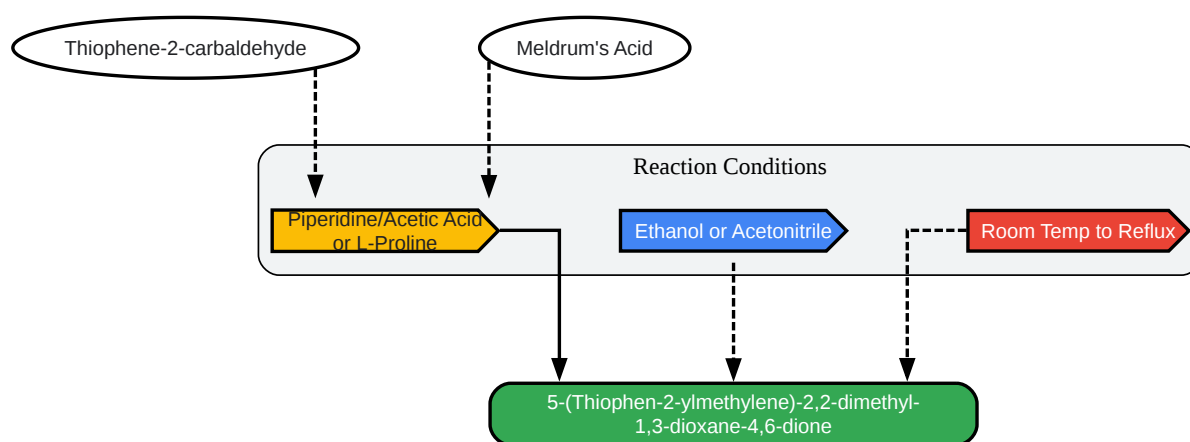 Thiophene-2-carbaldehyde
Meldrum's Acid
Reaction Conditions
Piperidine/Acetic Acid
or L-Proline
Ethanol or Acetonitrile
Room Temp to Reflux
5-(Thiophen-2-ylmethylene)-2,2-dimethyl-
1,3-dioxane-4,6-dione